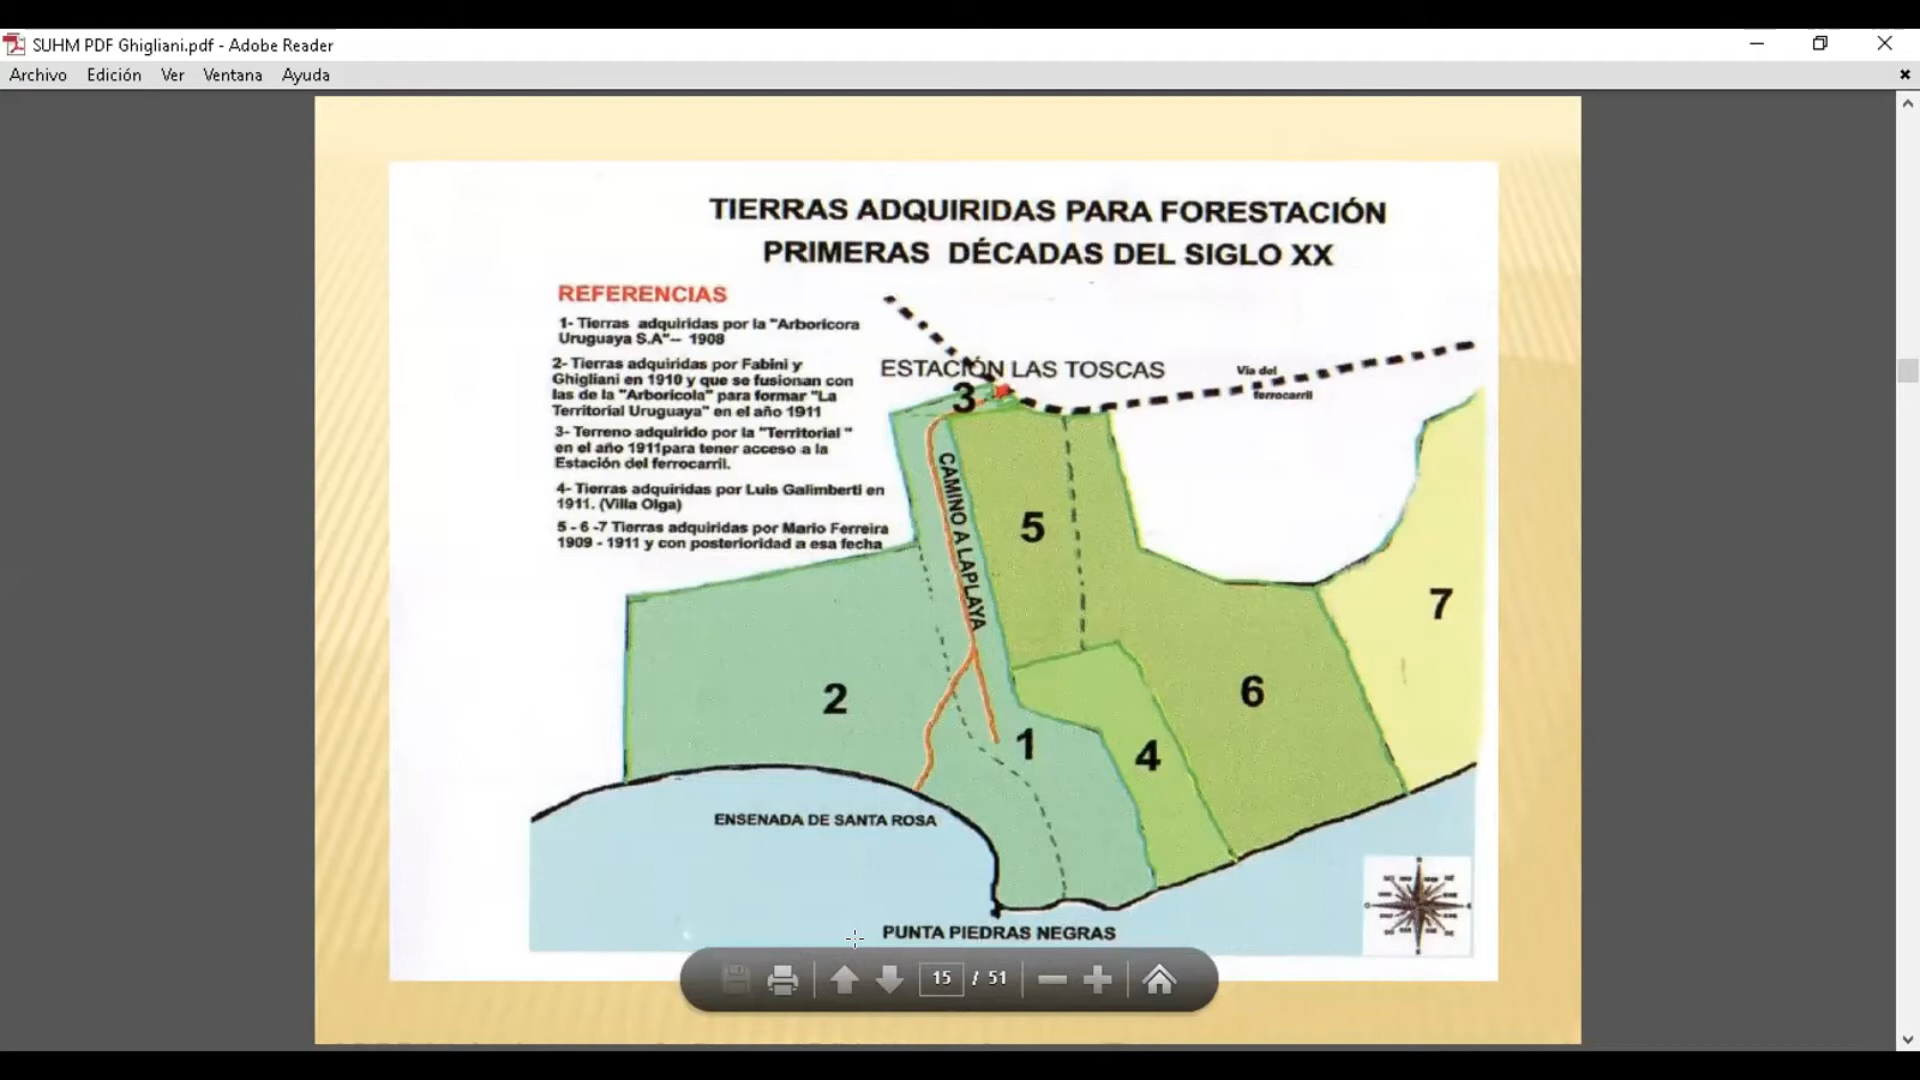 SUHM PDF Ghigliani.pdf - Adobe Reader
Archivo Edición Ver Ventana Ayuda
TIERRAS ADQUIRIDAS PARA FORESTACIÓN
PRIMERAS DÉCADAS DEL SIGLO XX
REFERENCIAS
1- Tierras adquiridas por la "Arboricora
Uruguaya S.A"-- 1908
2- Tierras adquiridas por Fabini y
Ghigliani en 1910 y que se fusionan con
las de la "Arboricola" para formar "La
Territorial Uruguaya" en el año 1911
3- Terreno adquirido por la "Territorial "
en el año 1911para tener acceso a la
Estación del ferrocarril.
4- Tierras adquiridas por Luis Galimberti en
1911. (Villa Olga)
5 - 6 -7 Tierras adquiridas por Mario Ferreira
1909 - 1911 y con posterioridad a esa fecha
ESTACIÓN LAS TOSCAS
Via del
ferrocarril
3
CAMINO A LAPLAYA
5
7
2
6
1
4
ENSENADA DE SANTA ROSA
PUNTA PIEDRAS NEGRAS
15 / 51